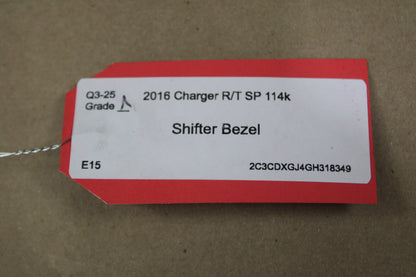 Q3-25
Grade A
2016 Charger R/T SP 114k
Shifter Bezel
E15
2C3CDXGJ4GH318349